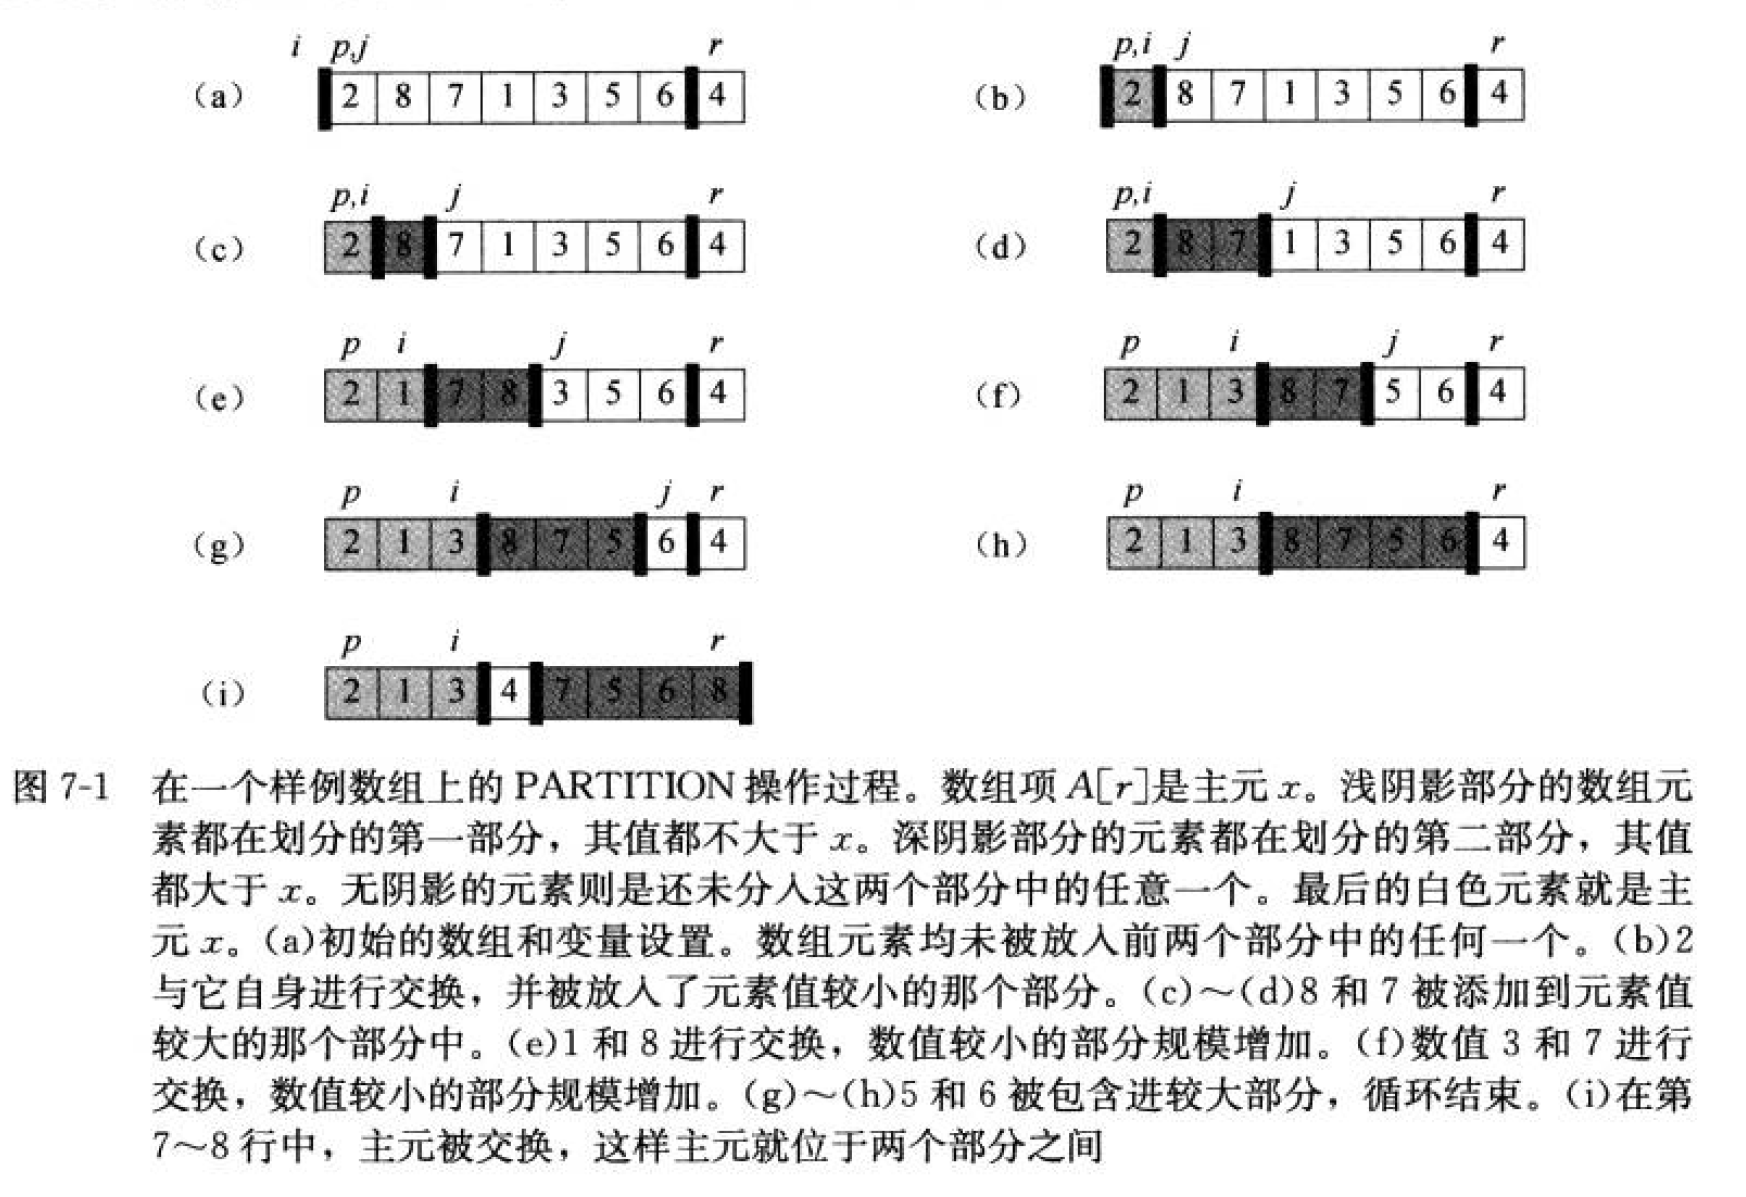 i p,j r
(a) 2 8 7 1 3 5 6 4
p,i j r
(b) 2 8 7 1 3 5 6 4
p,i j r
(c) 2 8 7 1 3 5 6 4
p,i j r
(d) 2 8 7 1 3 5 6 4
p i j r
(e) 2 1 7 8 3 5 6 4
p i j r
(f) 2 1 3 8 7 5 6 4
p i j r
(g) 2 1 3 8 7 5 6 4
p i r
(h) 2 1 3 8 7 5 6 4
p i r
(i) 2 1 3 4 7 5 6 8
图 7-1 在一个样例数组上的 PARTITION 操作过程。数组项 A[r]是主元 x。浅阴影部分的数组元
素都在划分的第一部分，其值都不大于 x。深阴影部分的元素都在划分的第二部分，其值
都大于 x。无阴影的元素则是还未分入这两个部分中的任意一个。最后的白色元素就是主
元 x。(a)初始的数组和变量设置。数组元素均未被放入前两个部分中的任何一个。(b)2
与它自身进行交换，并被放入了元素值较小的那个部分。(c)～(d)8 和 7 被添加到元素值
较大的那个部分中。(e)1 和 8 进行交换，数值较小的部分规模增加。(f)数值 3 和 7 进行
交换，数值较小的部分规模增加。(g)～(h)5 和 6 被包含进较大部分，循环结束。(i)在第
7～8 行中，主元被交换，这样主元就位于两个部分之间